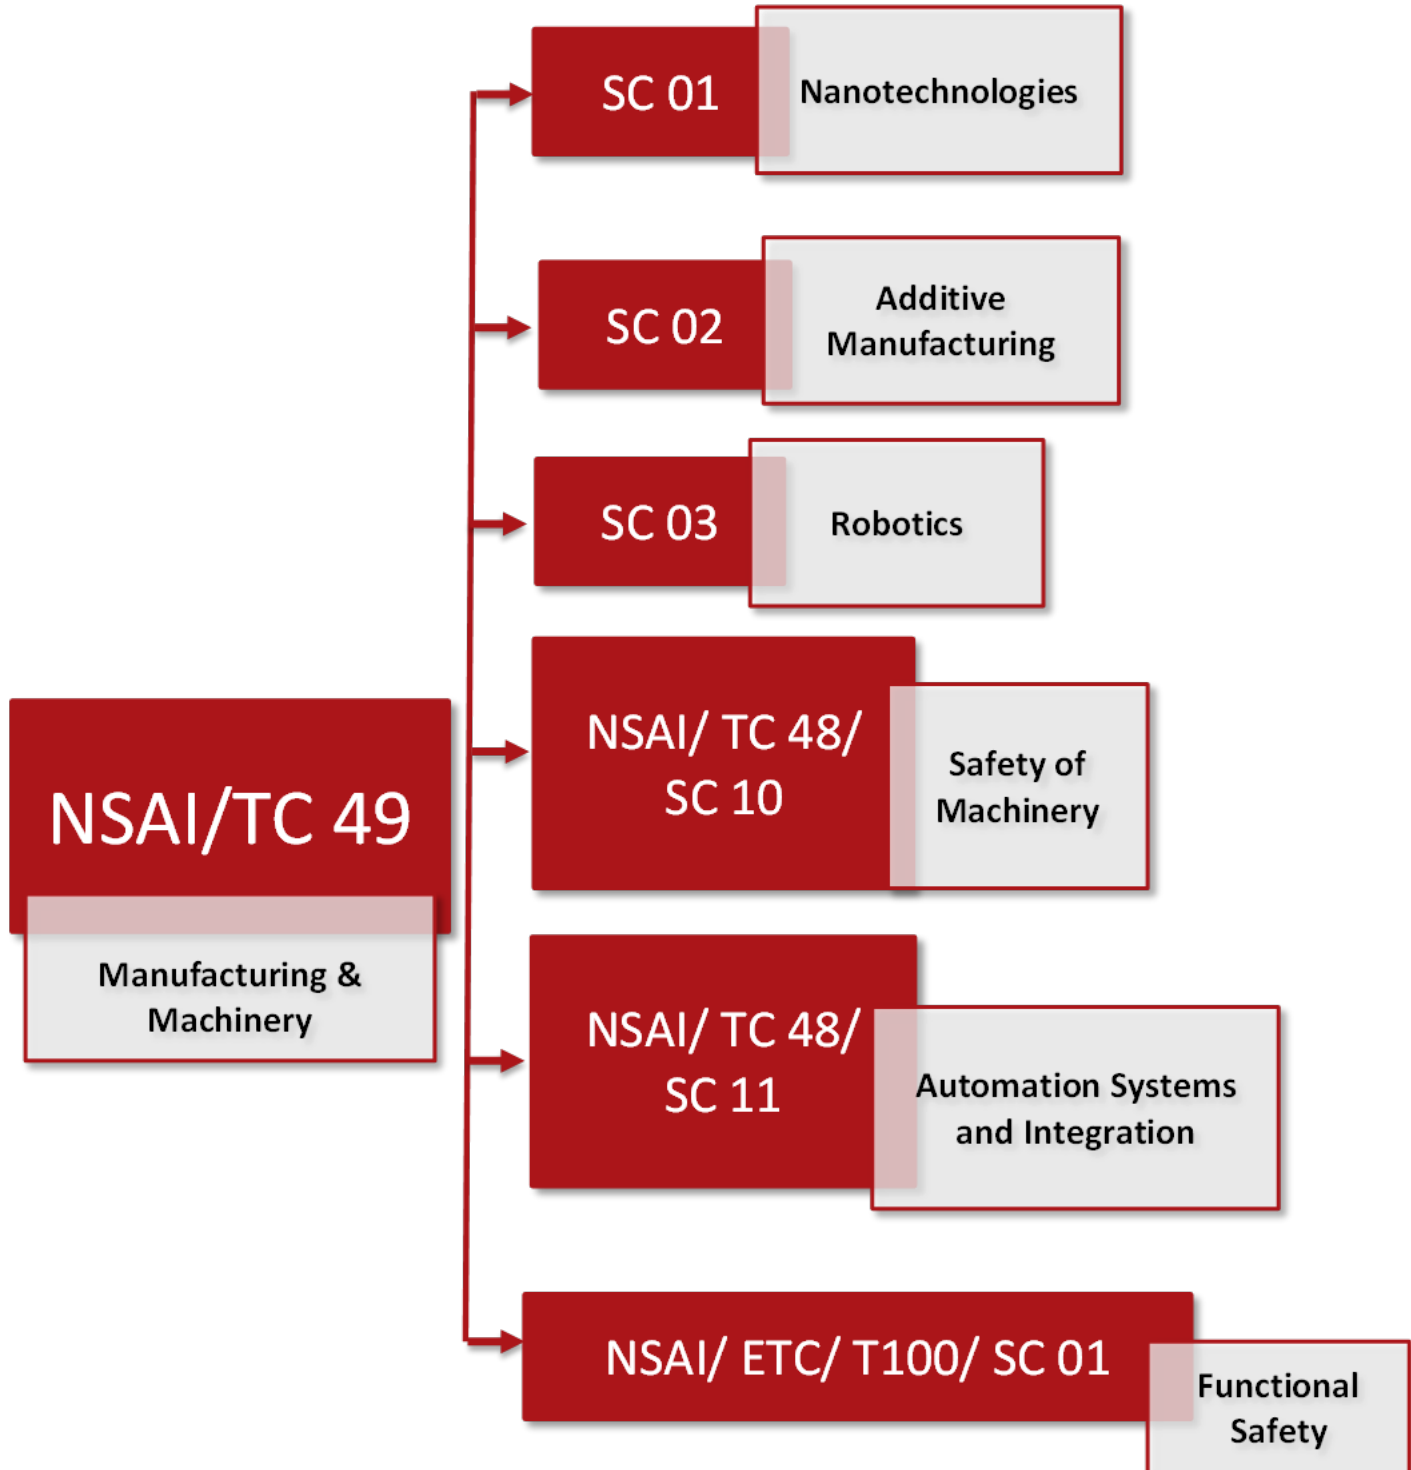 SC 01
Nanotechnologies
SC 02
Additive
Manufacturing
SC 03
Robotics
NSAI/ TC 48/
SC 10
Safety of
Machinery
NSAI/TC 49
Manufacturing &
Machinery
NSAI/ TC 48/
SC 11
Automation Systems
and Integration
NSAI/ ETC/ T100/ SC 01
Functional
Safety